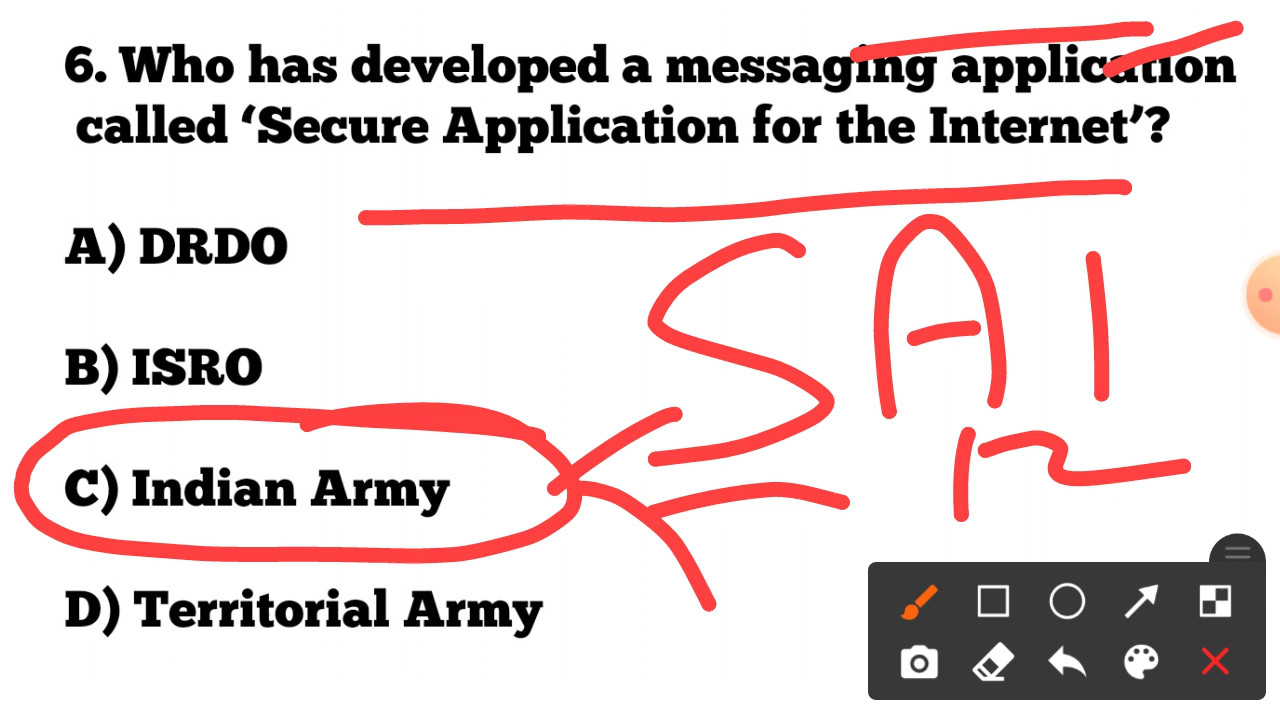 6. Who has developed a messaging application
called ‘Secure Application for the Internet’?
A) DRDO
SAI
B) ISRO
C) Indian Army
D) Territorial Army